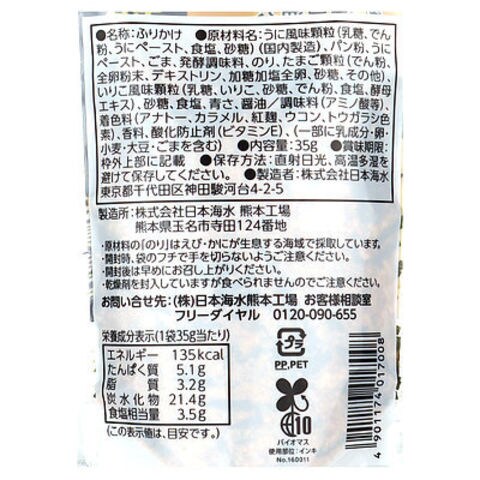 ●名称:ふりかけ ●原材料名:うに風味顆粒(乳糖、でん
粉、うにペースト、食塩、砂糖)(国内製造)、パン粉、うに
ペースト、ごま、発酵調味料、のり、たまご顆粒(でん粉、
全卵粉末、デキストリン、加糖加塩全卵、砂糖、その他)、
いりこ風味顆粒(乳糖、いりこ、砂糖、でん粉、食塩、酵母
エキス)、砂糖、食塩、青さ、醤油/調味料(アミノ酸等)、
着色料(アナトー、カラメル、紅麹、ウコン、トウガラシ色
素)、香料、酸化防止剤(ビタミンE)、(一部に乳成分・卵・
小麦・大豆・ごまを含む) ●内容量:35g ●賞味期限:
枠外上部に記載 ●保存方法:直射日光、高温多湿を
避けて保存してください。●製造者:株式会社日本海水
東京都千代田区神田駿河台4-2-5
製造所:株式会社日本海水 熊本工場
熊本県玉名市寺田124番地
・原材料の「のり」はえび・かにが生息する海域で採取しています。
・開封時、袋のフチで手を切らないようご注意ください。
・開封後は早めにお召し上がりください。
・乾燥剤を封入していますが食べられませんのでご注意ください。
お問い合せ先:(株)日本海水熊本工場 お客様相談室
フリーダイヤル 0120-090-655
栄養成分表示(1袋35g当たり)
エネルギー 135kcal
たんぱく質 5.1g
脂質 3.2g
炭水化物 21.4g
食塩相当量 3.5g
(この表示値は、目安です。)
プラ
PP,PET
10
バイオマス
使用部位:インキ
No.160011
4901174017008